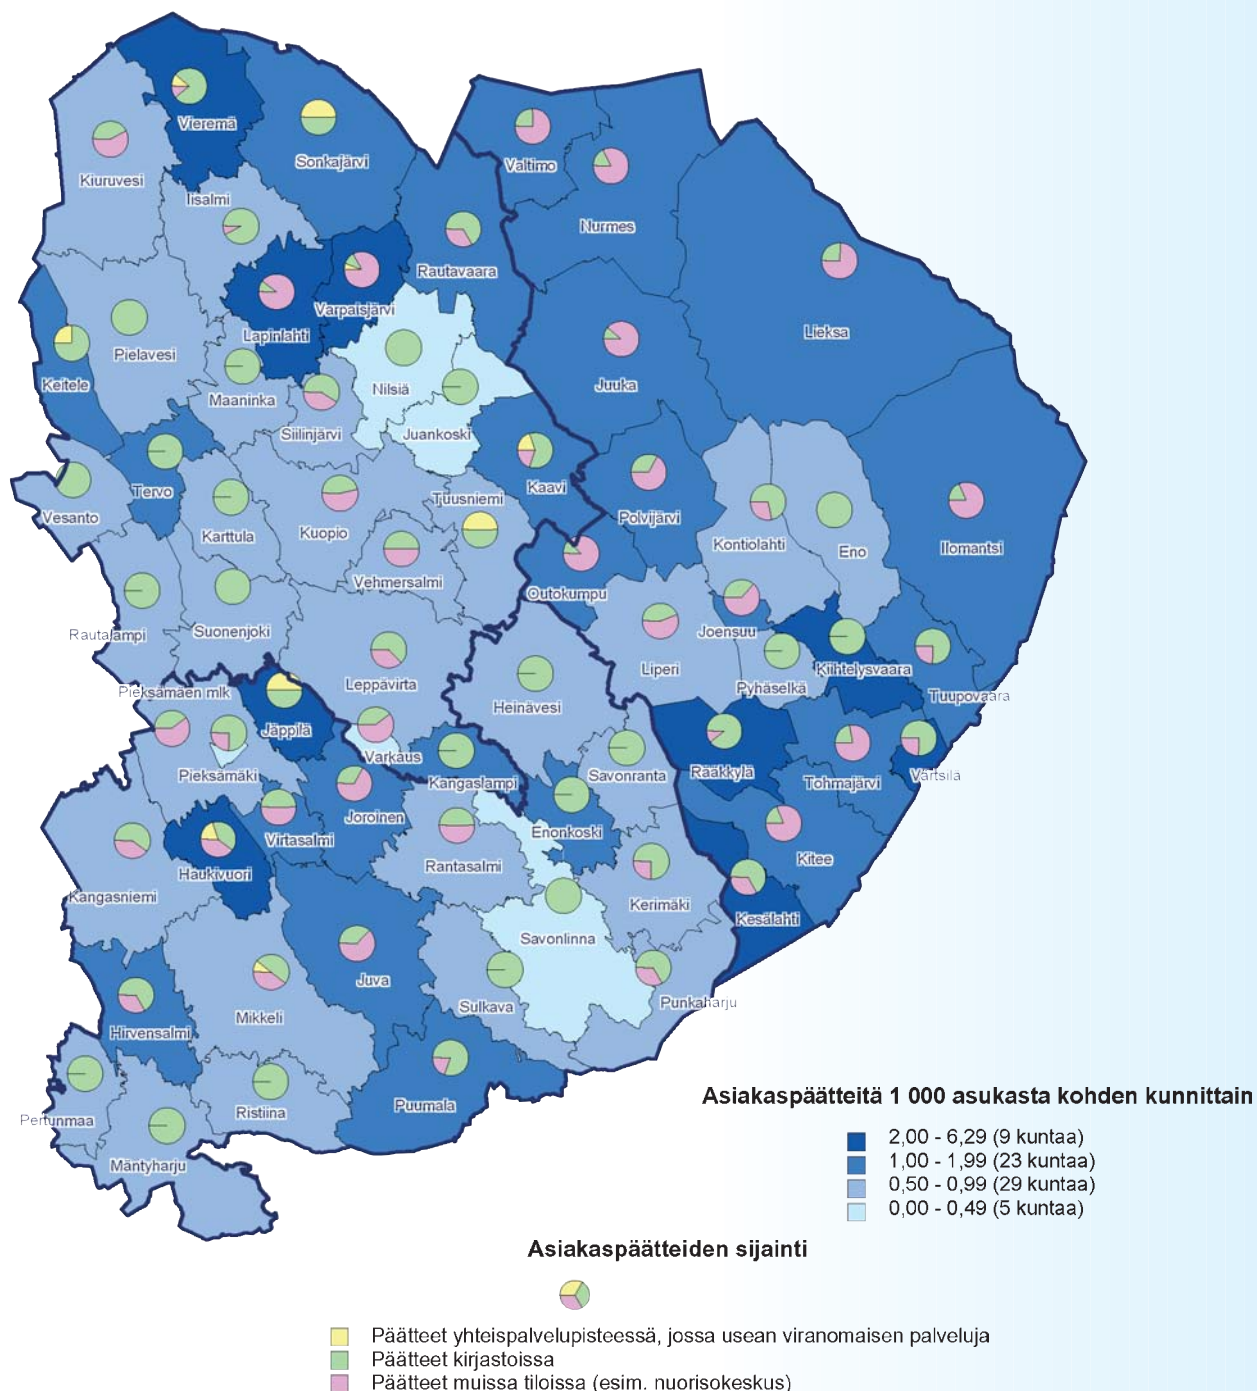 Vieremä
Sonkajärvi
Kiuruvesi
Iisalmi
Valtimo
Nurmes
Rautavaara
Lieksa
Lapinlahti
Varpaisjärvi
Pielavesi
Keitele
Maaninka
Nilsiä
Juuka
Siilinjärvi
Juankoski
Tervo
Vesanto
Karttula
Kuopio
Tuusniemi
Kaavi
Polvijärvi
Kontiolahti
Eno
Ilomantsi
Vehmersalmi
Outokumpu
Rautalampi
Suonenjoki
Joensuu
Liperi
Pyhäselkä
Kiihtelysvaara
Tuupovaara
Leppävirta
Pieksämäen mlk
Heinävesi
Jäppilä
Varkaus
Pieksämäki
Kangaslampi
Savonranta
Rääkkylä
Tohmajärvi
Värtsilä
Joroinen
Virtasalmi
Enonkoski
Kitee
Rantasalmi
Haukivuori
Kangasniemi
Kerimäki
Kesälahti
Savonlinna
Juva
Sulkava
Punkaharju
Mikkeli
Hirvensalmi
Puumala
Ristiina
Pertunmaa
Mäntyharju
Asiakaspäätteitä 1 000 asukasta kohden kunnittain
2,00 - 6,29 (9 kuntaa)
1,00 - 1,99 (23 kuntaa)
0,50 - 0,99 (29 kuntaa)
0,00 - 0,49 (5 kuntaa)
Asiakaspäätteiden sijainti
Päätteet yhteispalvelupisteessä, jossa usean viranomaisen palveluja
Päätteet kirjastoissa
Päätteet muissa tiloissa (esim. nuorisokeskus)